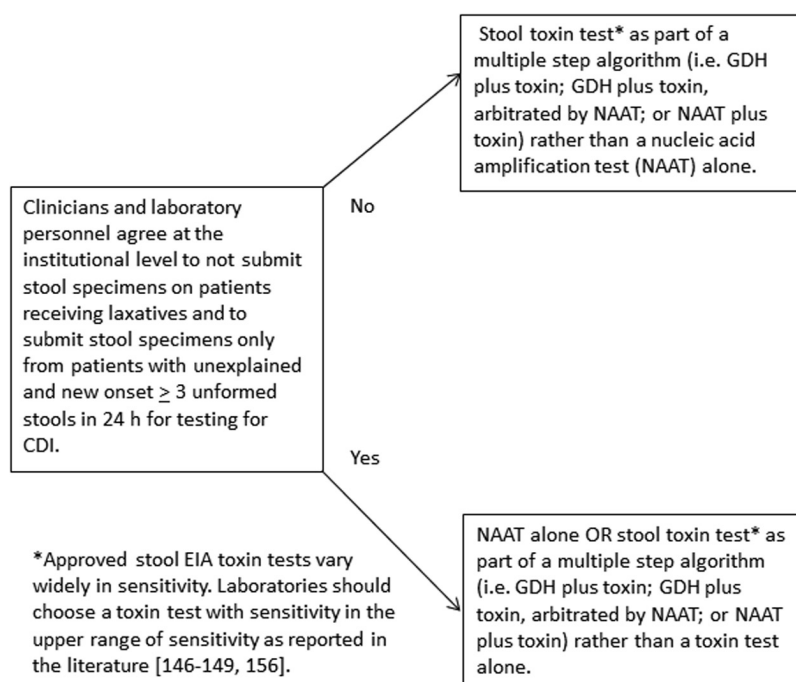 Stool toxin test* as part of a
multiple step algorithm (i.e. GDH
plus toxin; GDH plus toxin,
arbitrated by NAAT; or NAAT plus
toxin) rather than a nucleic acid
amplification test (NAAT) alone.
No
Clinicians and laboratory
personnel agree at the
institutional level to not submit
stool specimens on patients
receiving laxatives and to
submit stool specimens only
from patients with unexplained
and new onset ≥ 3 unformed
stools in 24 h for testing for
CDI.
Yes
NAAT alone OR stool toxin test* as
part of a multiple step algorithm
(i.e. GDH plus toxin; GDH plus
toxin, arbitrated by NAAT; or NAAT
plus toxin) rather than a toxin test
alone.
*Approved stool EIA toxin tests vary
widely in sensitivity. Laboratories should
choose a toxin test with sensitivity in the
upper range of sensitivity as reported in
the literature [146-149, 156].